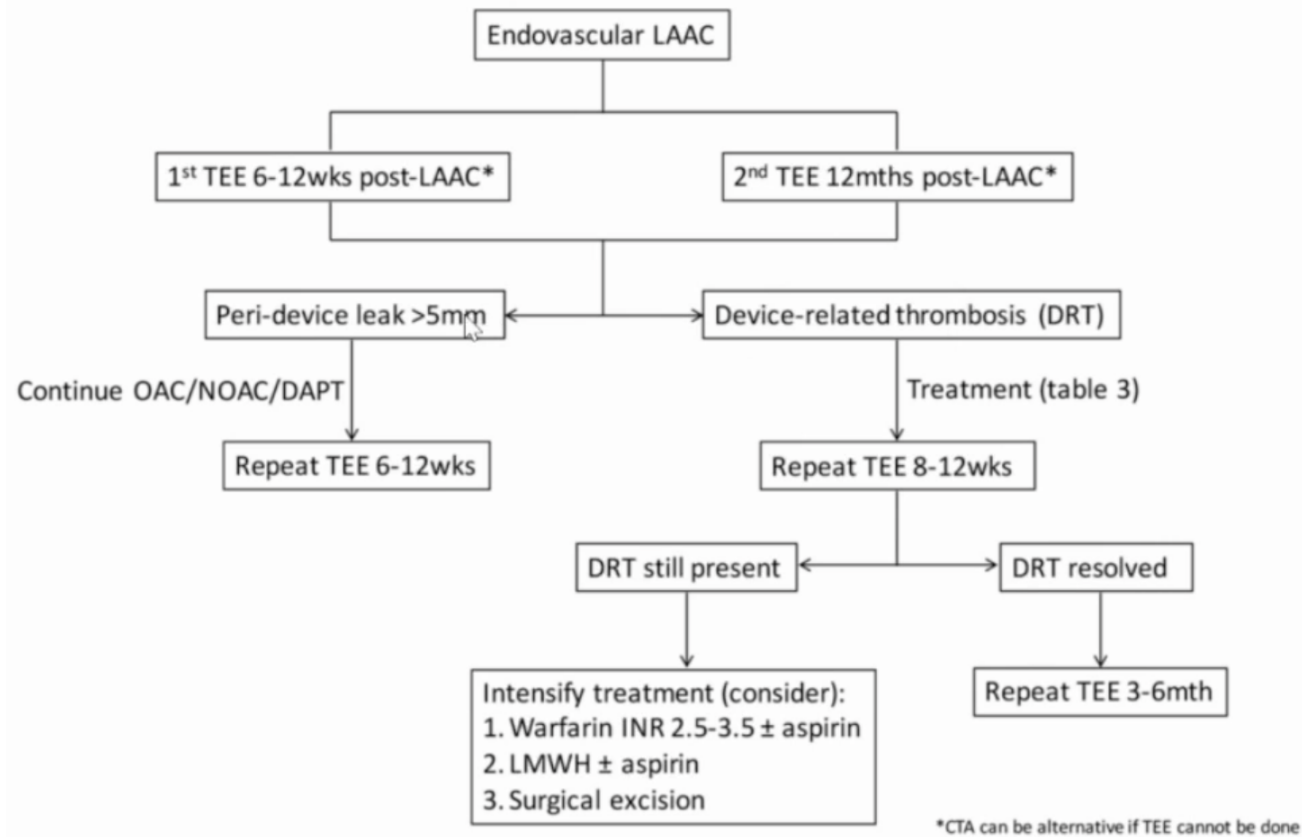 Endovascular LAAC
1st TEE 6-12wks post-LAAC*
2nd TEE 12mths post-LAAC*
Peri-device leak >5mm
Device-related thrombosis (DRT)
Continue OAC/NOAC/DAPT
Treatment (table 3)
Repeat TEE 6-12wks
Repeat TEE 8-12wks
DRT still present
DRT resolved
Intensify treatment (consider):
1. Warfarin INR 2.5-3.5 ± aspirin
2. LMWH ± aspirin
3. Surgical excision
Repeat TEE 3-6mth
*CTA can be alternative if TEE cannot be done